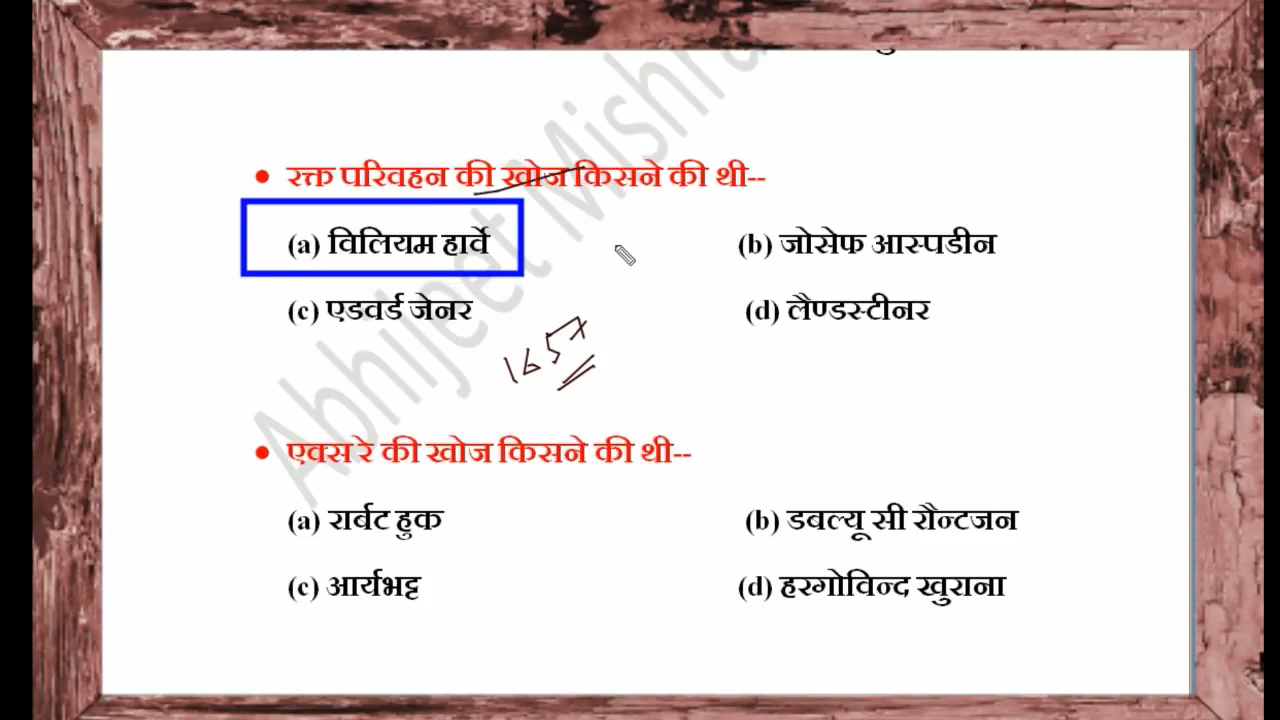 रक्त परिवहन की खोज किसने की थी--
(a) विलियम हार्वे
(b) जोसेफ आस्पडीन
(c) एडवर्ड जेनर
(d) लैण्डस्टीनर
1657
एक्स रे की खोज किसने की थी--
(a) रार्बट हुक
(b) डवल्यू सी रौन्टजन
(c) आर्यभट्ट
(d) हरगोविन्द खुराना
Abhijeet Mishra